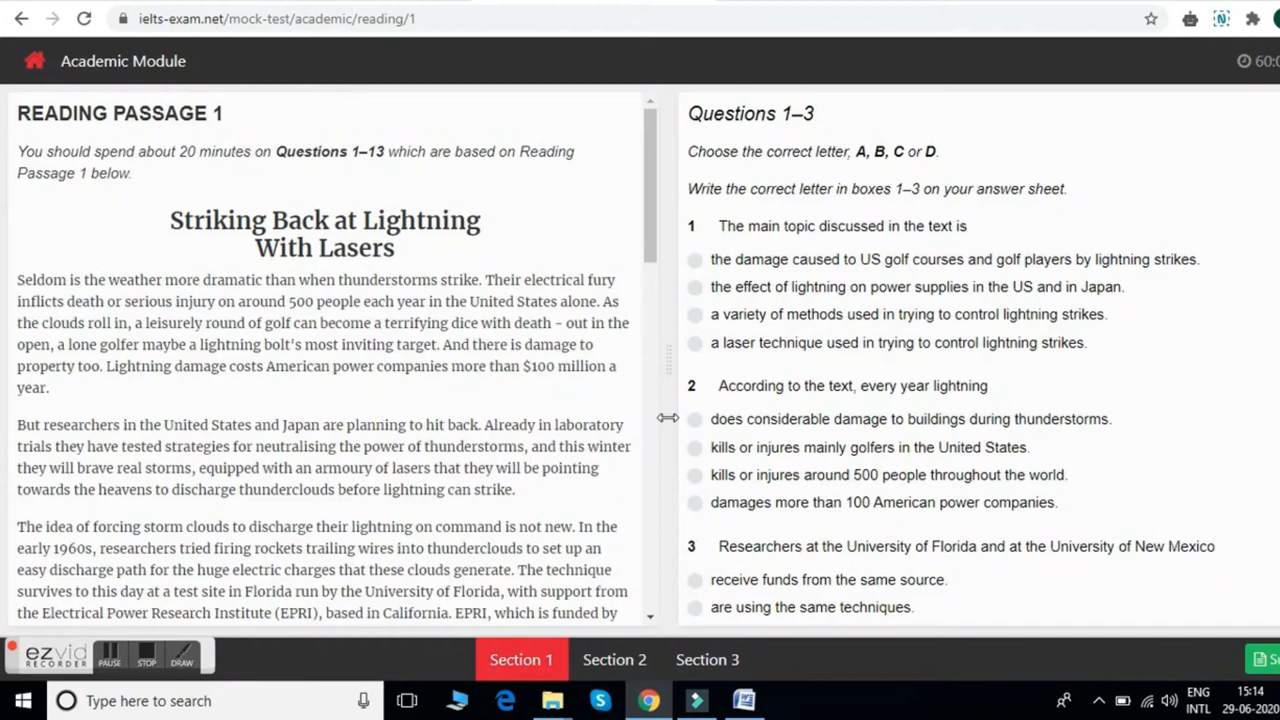 ielts-exam.net/mock-test/academic/reading/1
Academic Module
READING PASSAGE 1
You should spend about 20 minutes on Questions 1–13 which are based on Reading
Passage 1 below.
Striking Back at Lightning
With Lasers
Seldom is the weather more dramatic than when thunderstorms strike. Their electrical fury
inflicts death or serious injury on around 500 people each year in the United States alone. As
the clouds roll in, a leisurely round of golf can become a terrifying dice with death - out in the
open, a lone golfer maybe a lightning bolt's most inviting target. And there is damage to
property too. Lightning damage costs American power companies more than $100 million a
year.
But researchers in the United States and Japan are planning to hit back. Already in laboratory
trials they have tested strategies for neutralising the power of thunderstorms, and this winter
they will brave real storms, equipped with an armoury of lasers that they will be pointing
towards the heavens to discharge thunderclouds before lightning can strike.
The idea of forcing storm clouds to discharge their lightning on command is not new. In the
early 1960s, researchers tried firing rockets trailing wires into thunderclouds to set up an
easy discharge path for the huge electric charges that these clouds generate. The technique
survives to this day at a test site in Florida run by the University of Florida, with support from
the Electrical Power Research Institute (EPRI), based in California. EPRI, which is funded by
Questions 1–3
Choose the correct letter, A, B, C or D.
Write the correct letter in boxes 1–3 on your answer sheet.
1 The main topic discussed in the text is
the damage caused to US golf courses and golf players by lightning strikes.
the effect of lightning on power supplies in the US and in Japan.
a variety of methods used in trying to control lightning strikes.
a laser technique used in trying to control lightning strikes.
2 According to the text, every year lightning
does considerable damage to buildings during thunderstorms.
kills or injures mainly golfers in the United States.
kills or injures around 500 people throughout the world.
damages more than 100 American power companies.
3 Researchers at the University of Florida and at the University of New Mexico
receive funds from the same source.
are using the same techniques.
ezvid
RECORDER
PAUSE
STOP
DRAW
Section 1
Section 2
Section 3
Type here to search
ENG
INTL
15:14
29-06-2020